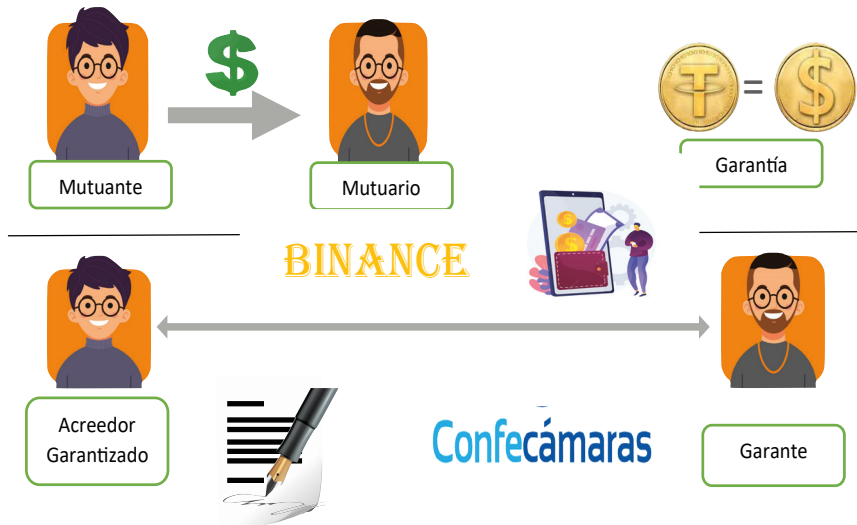 $
Mutuante
Mutuario
T = $
Garantía
BINANCE
Acreedor
Garantizado
Confecámaras
Garante